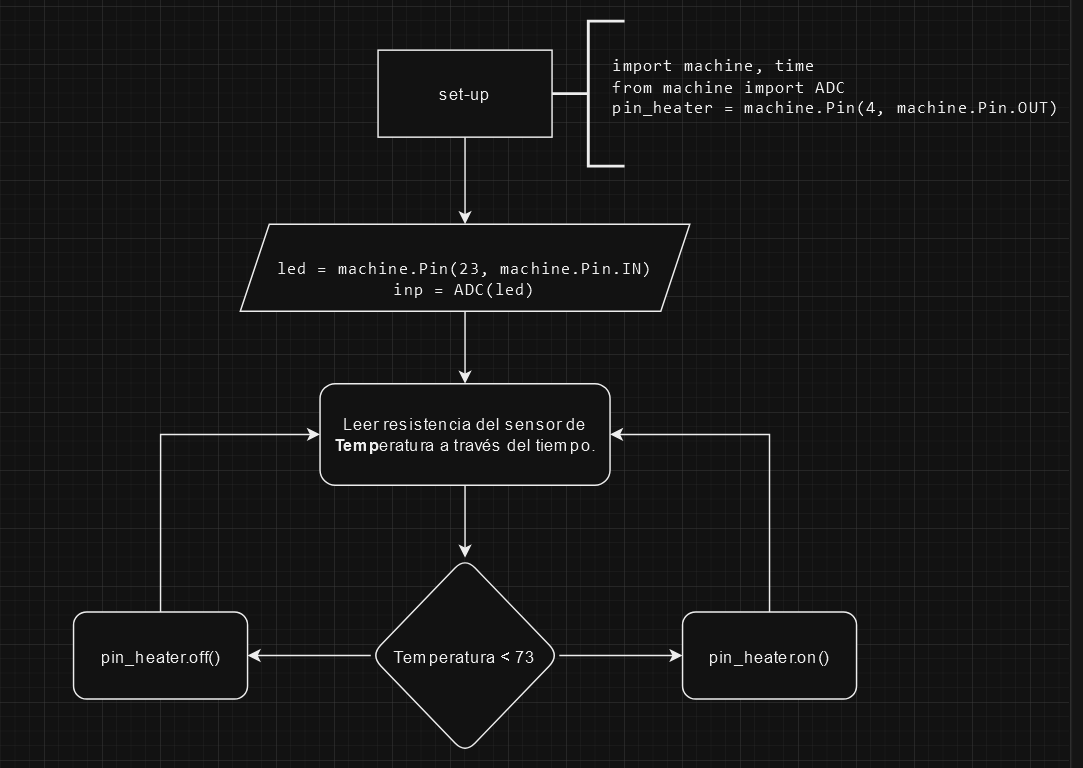 set-up
import machine, time
from machine import ADC
pin_heater = machine.Pin(4, machine.Pin.OUT)
led = machine.Pin(23, machine.Pin.IN)
inp = ADC(led)
Leer resistencia del sensor de
Temperatura a través del tiempo.
pin_heater.off()
Temperatura < 73
pin_heater.on()